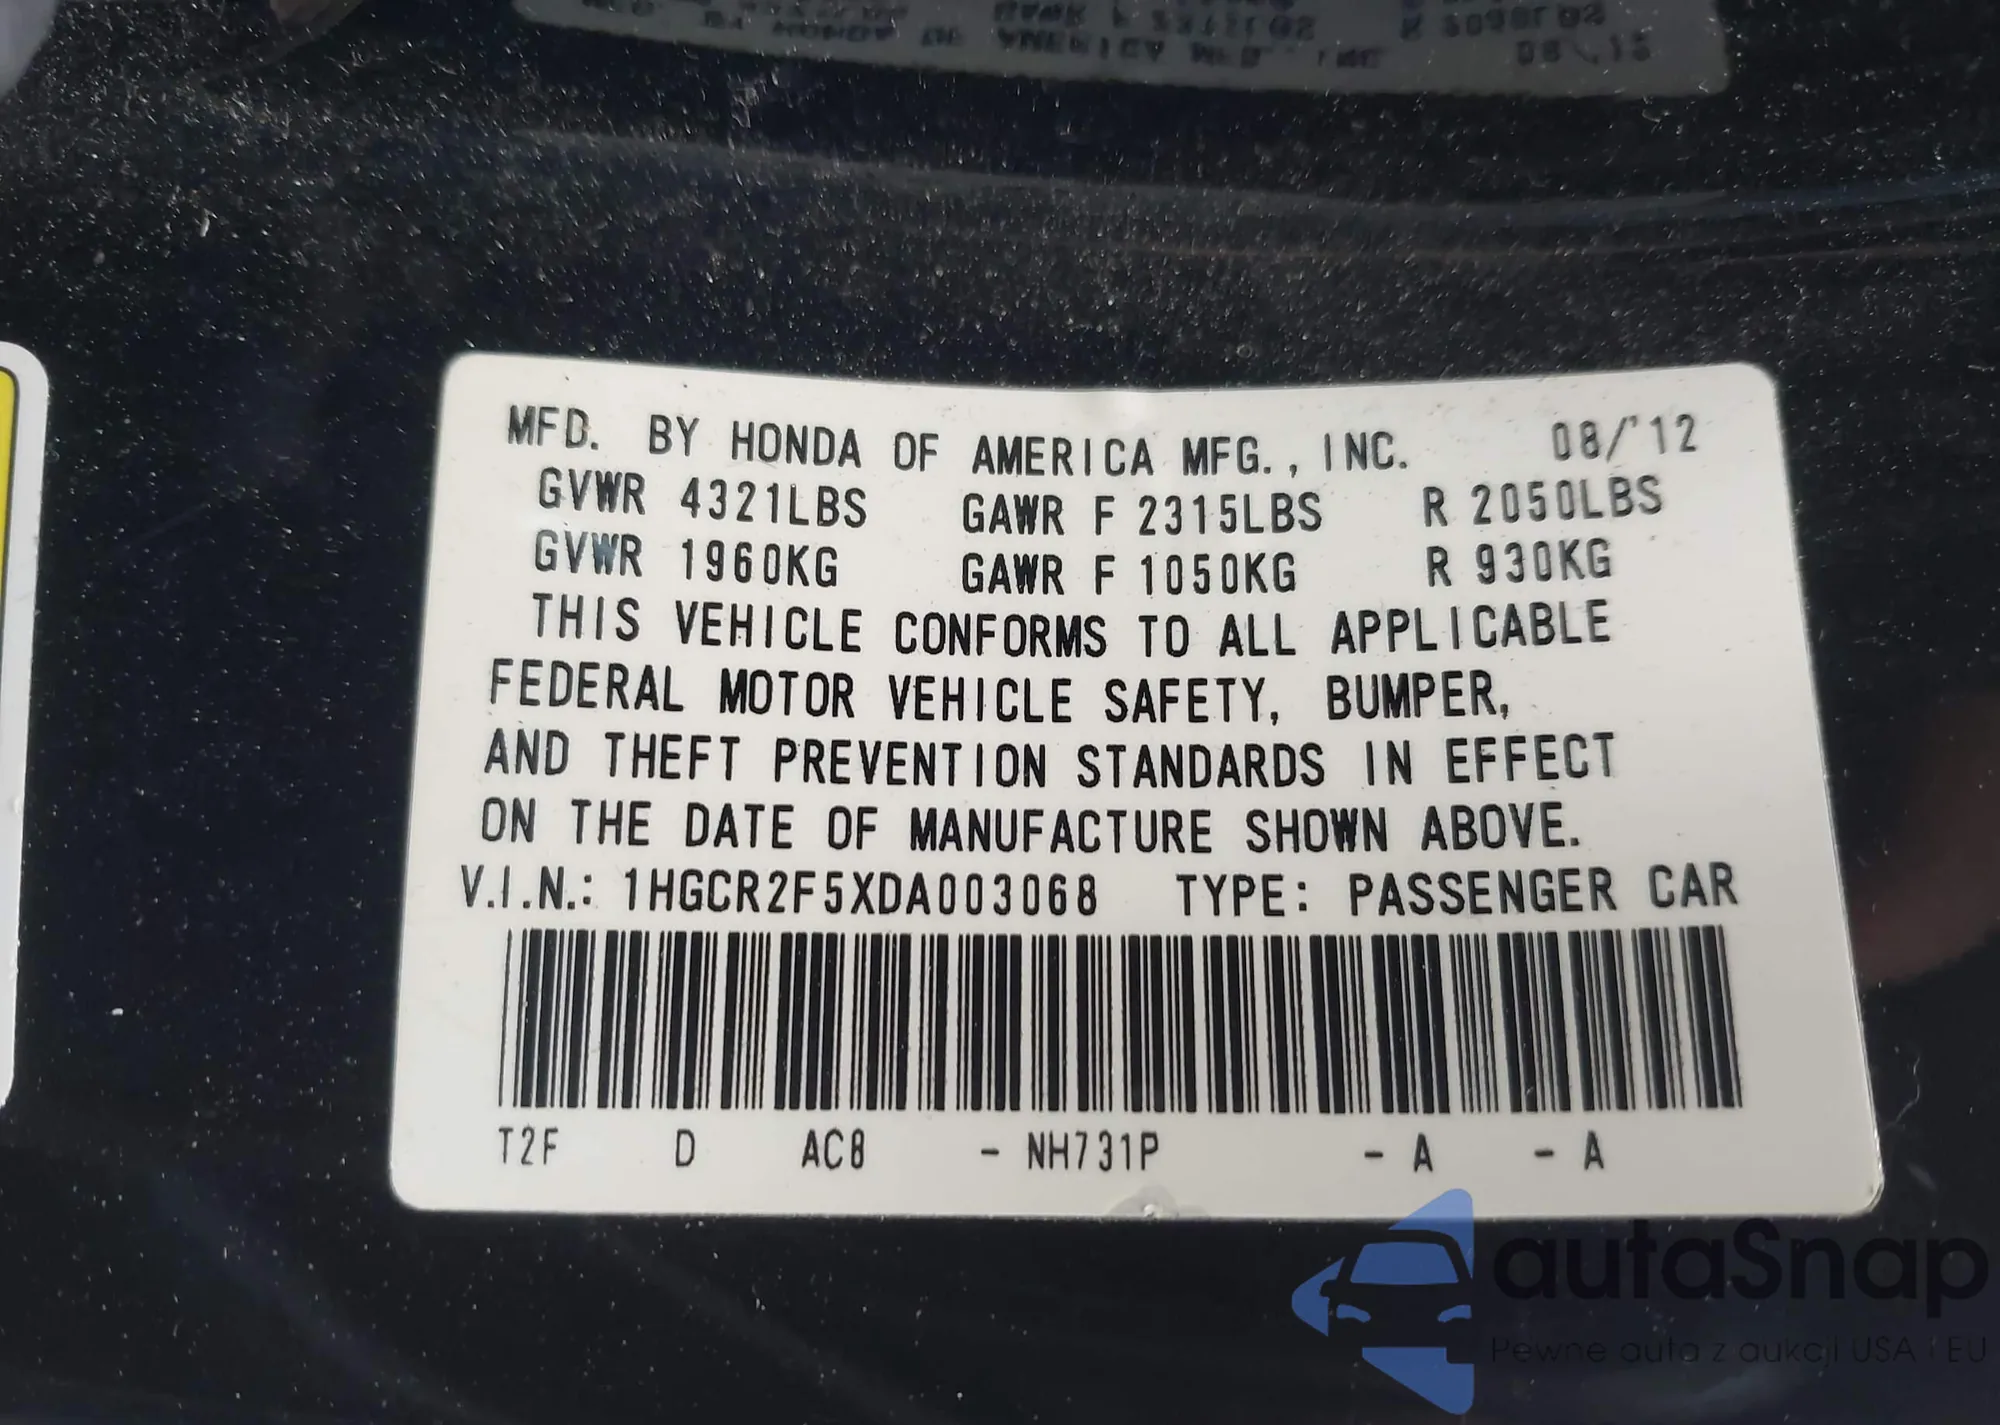 MFD. BY HONDA OF AMERICA MFG., INC. 08/'12
GVWR 4321LBS GAWR F 2315LBS R 2050LBS
GVWR 1960KG GAWR F 1050KG R 930KG
THIS VEHICLE CONFORMS TO ALL APPLICABLE
FEDERAL MOTOR VEHICLE SAFETY, BUMPER,
AND THEFT PREVENTION STANDARDS IN EFFECT
ON THE DATE OF MANUFACTURE SHOWN ABOVE.
V.I.N.: 1HGCR2F5XDA003068 TYPE: PASSENGER CAR
T2F D AC8 - NH731P - A - A
autaSnap
Pewne auta z aukcji USA i EU